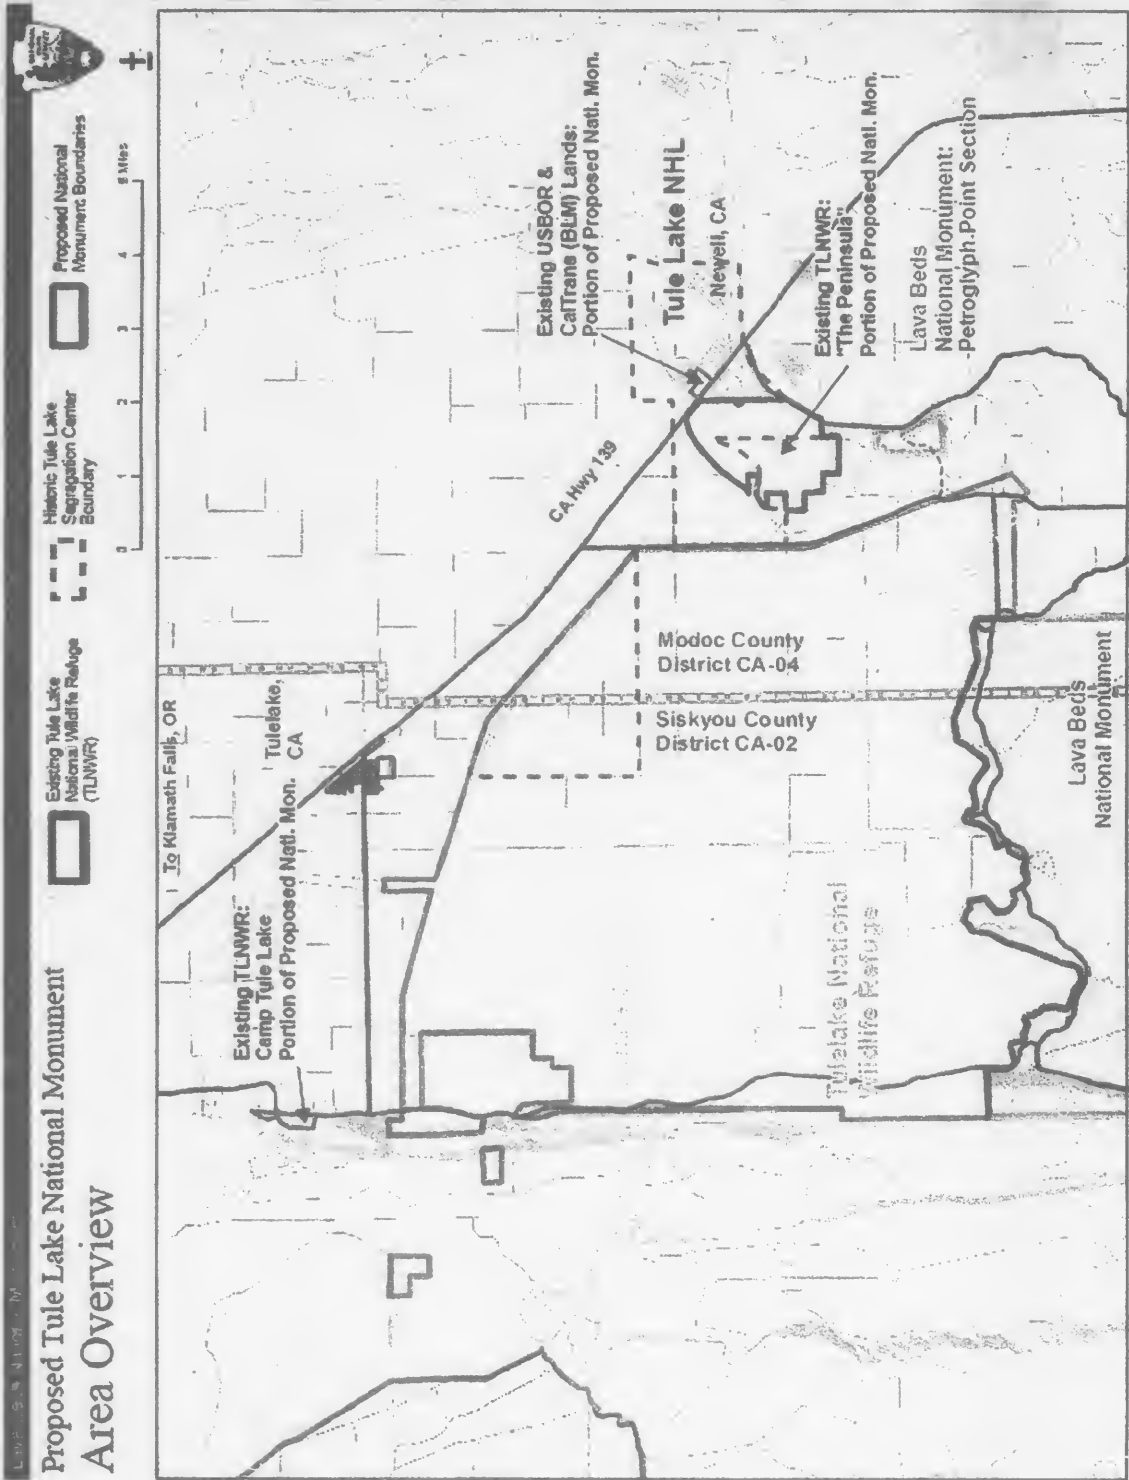 Proposed Tule Lake National Monument
Area Overview
Existing Tule Lake
National Wildlife Refuge
(TLNWR)
Historic Tule Lake
Segragation Center
Boundary
Proposed National
Monument Boundaries
0 1 2 3 4 5 Miles
To Klamath Falls, OR
Existing TLNWR:
Camp Tule Lake
Portion of Proposed Natl. Mon.
Tulelake,
CA
CA Hwy 139
Existing USBOR &
CalTrans (BLM) Lands:
Portion of Proposed Natl. Mon.
Tule Lake NHL
Newell, CA
Existing TLNWR:
"The Peninsula"
Portion of Proposed Natl. Mon.
Lava Beds
National Monument:
Petroglyph Point Section
Modoc County
District CA-04
Siskyou County
District CA-02
Tulelake National
Wildlife Refuge
Lava Beds
National Monument